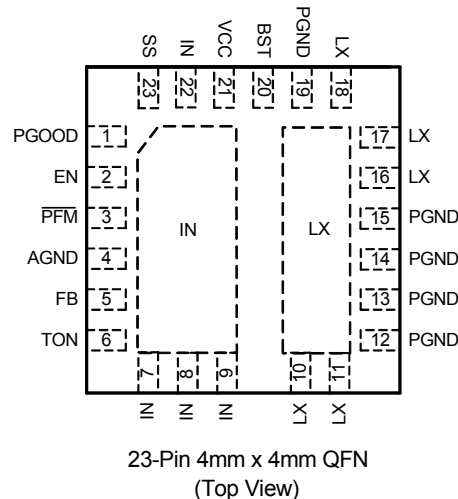 SS
IN
VCC
BST
PGND
LX
23
22
21
20
19
18
PGOOD 1
EN 2
PFM 3
AGND 4
FB 5
TON 6
IN
LX
17 LX
16 LX
15 PGND
14 PGND
13 PGND
12 PGND
7
8
9
10
11
IN
IN
IN
LX
LX
23-Pin 4mm x 4mm QFN
(Top View)